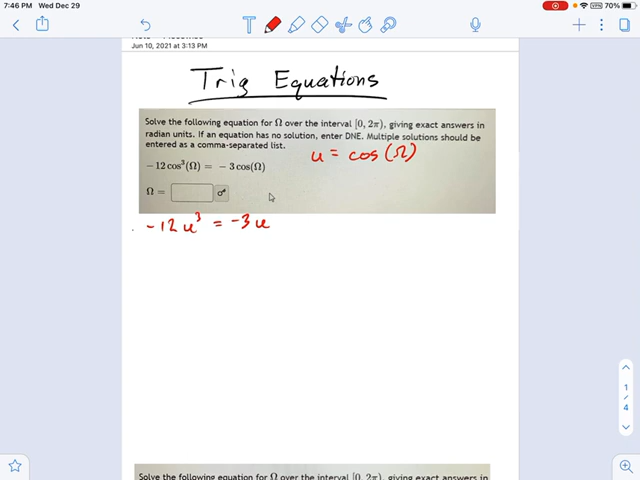 7:46 PM Wed Dec 29
70%
Jun 10, 2021 at 3:13 PM
Trig Equations
Solve the following equation for Ω over the interval [0, 2π), giving exact answers in
radian units. If an equation has no solution, enter DNE. Multiple solutions should be
entered as a comma-separated list.
u = cos(Ω)
−12 cos³(Ω) = −3 cos(Ω)
Ω =
-12u³ = -3u
1
/
4
Solve the following equation for Ω over the interval [0, 2π), giving exact answers in